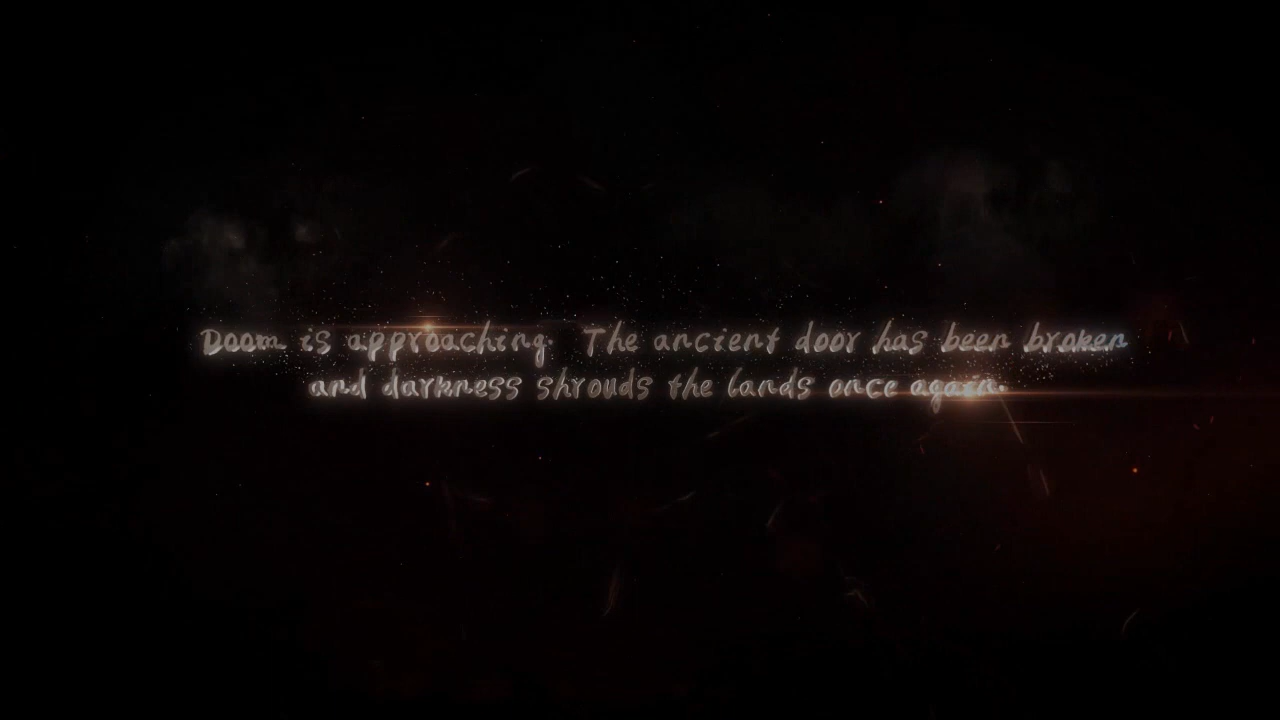 Doom is approaching. The ancient door has been broken
and darkness shrouds the lands once again.